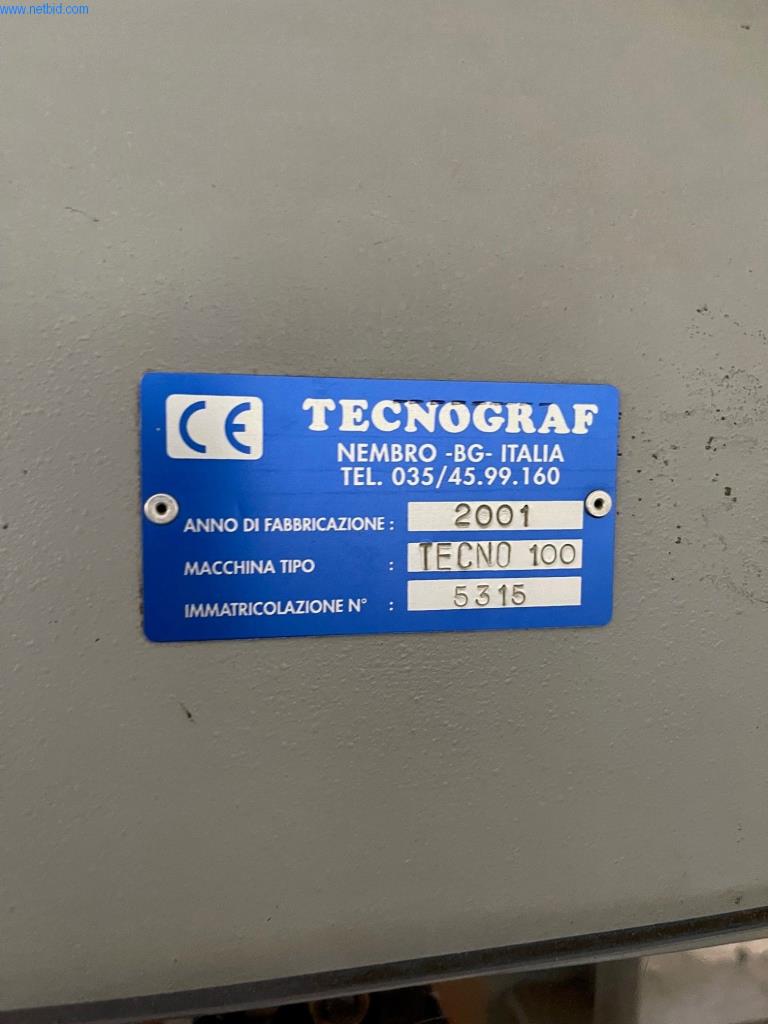 www.netbid.com
CE TECNOGRAF
NEMBRO -BG- ITALIA
TEL. 035/45.99.160
ANNO DI FABBRICAZIONE : 2001
MACCHINA TIPO : TECNO 100
IMMATRICOLAZIONE N° : 5315